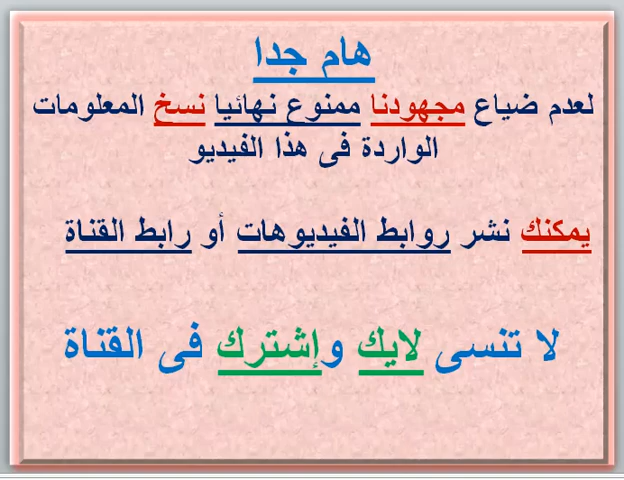 هام جدا
لعدم ضياع مجهودنا ممنوع نهائيا نسخ المعلومات
الواردة فى هذا الفيديو
يمكنك نشر روابط الفيديوهات أو رابط القناة
لا تنسى لايك وإشترك فى القناة